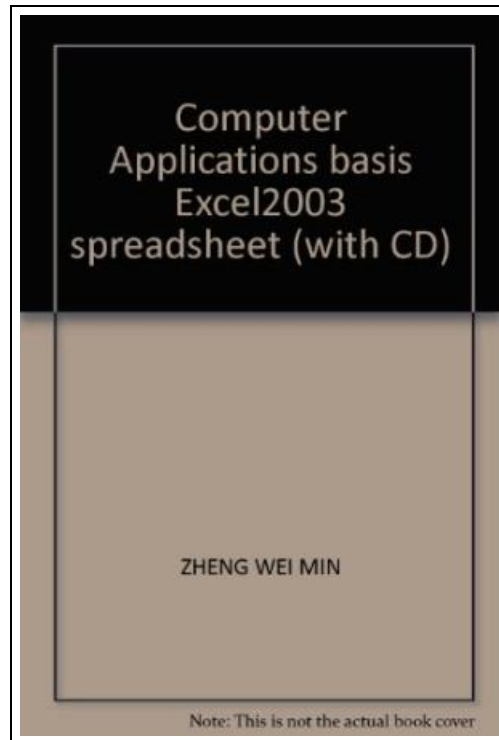 Computer
Applications basis
Excel2003
spreadsheet (with CD)
ZHENG WEI MIN
Note: This is not the actual book cover